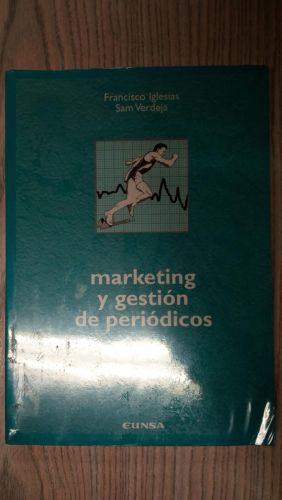 Francisco Iglesias
Sam Verdeja
marketing
y gestión
de periódicos
EUNSA